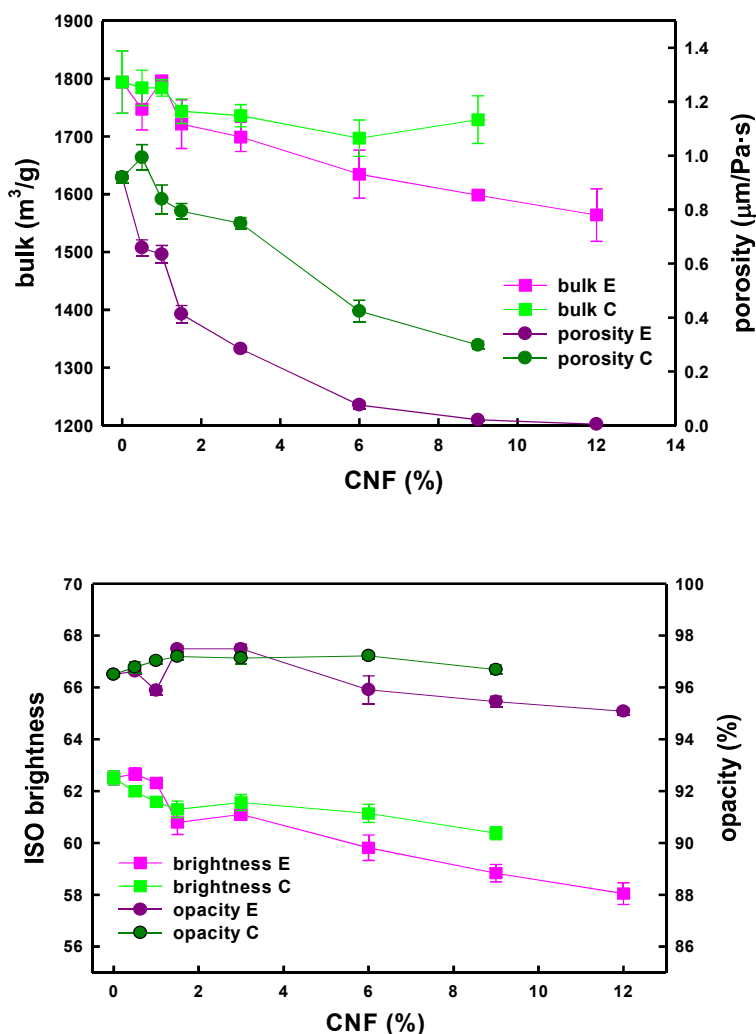 1900
1800
1700
1600
1500
1400
1300
1200
bulk (m³/g)
1.4
1.2
1.0
0.8
0.6
0.4
0.2
0.0
porosity (μm/Pa·s)
bulk E
bulk C
porosity E
porosity C
0 2 4 6 8 10 12 14
CNF (%)
70
68
66
64
62
60
58
56
ISO brightness
100
98
96
94
92
90
88
86
opacity (%)
brightness E
brightness C
opacity E
opacity C
0 2 4 6 8 10 12
CNF (%)